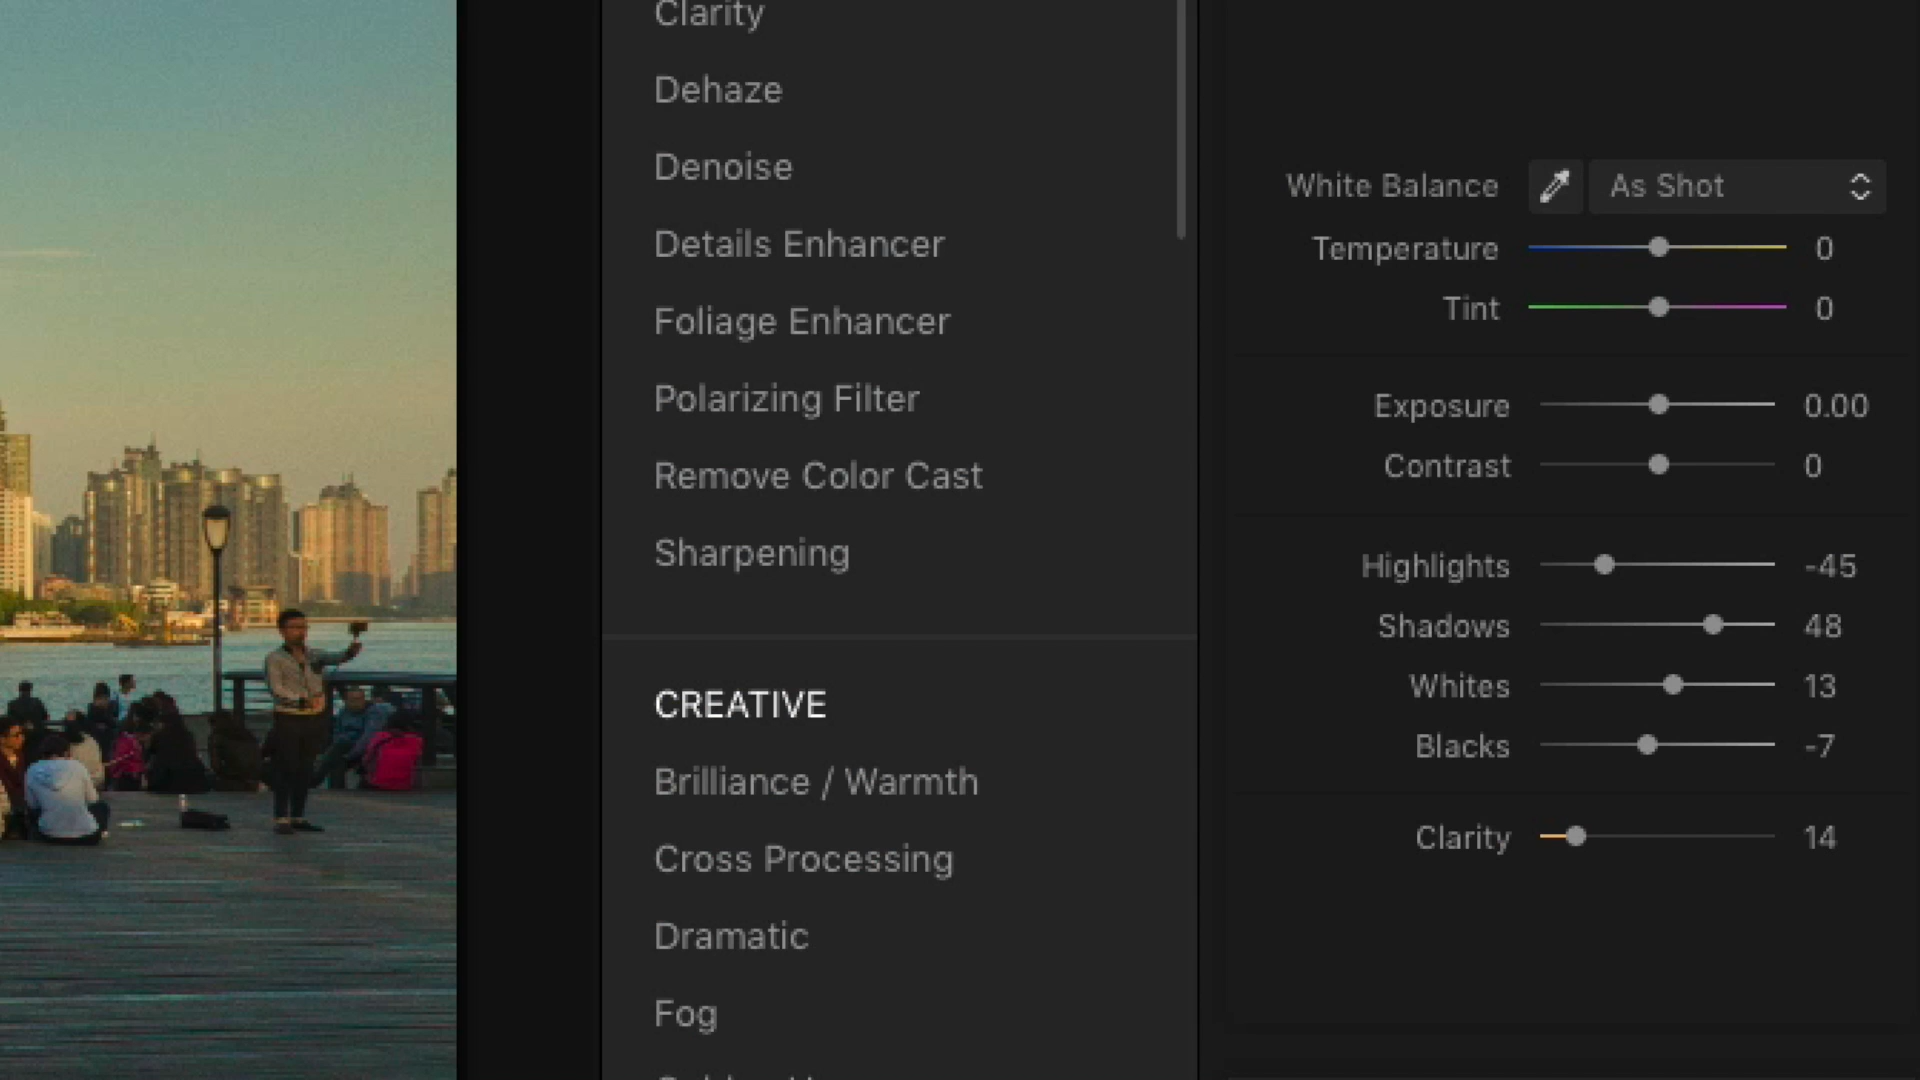 Clarity
Dehaze
Denoise
Details Enhancer
Foliage Enhancer
Polarizing Filter
Remove Color Cast
Sharpening
CREATIVE
Brilliance / Warmth
Cross Processing
Dramatic
Fog
White Balance As Shot
Temperature 0
Tint 0
Exposure 0.00
Contrast 0
Highlights -45
Shadows 48
Whites 13
Blacks -7
Clarity 14